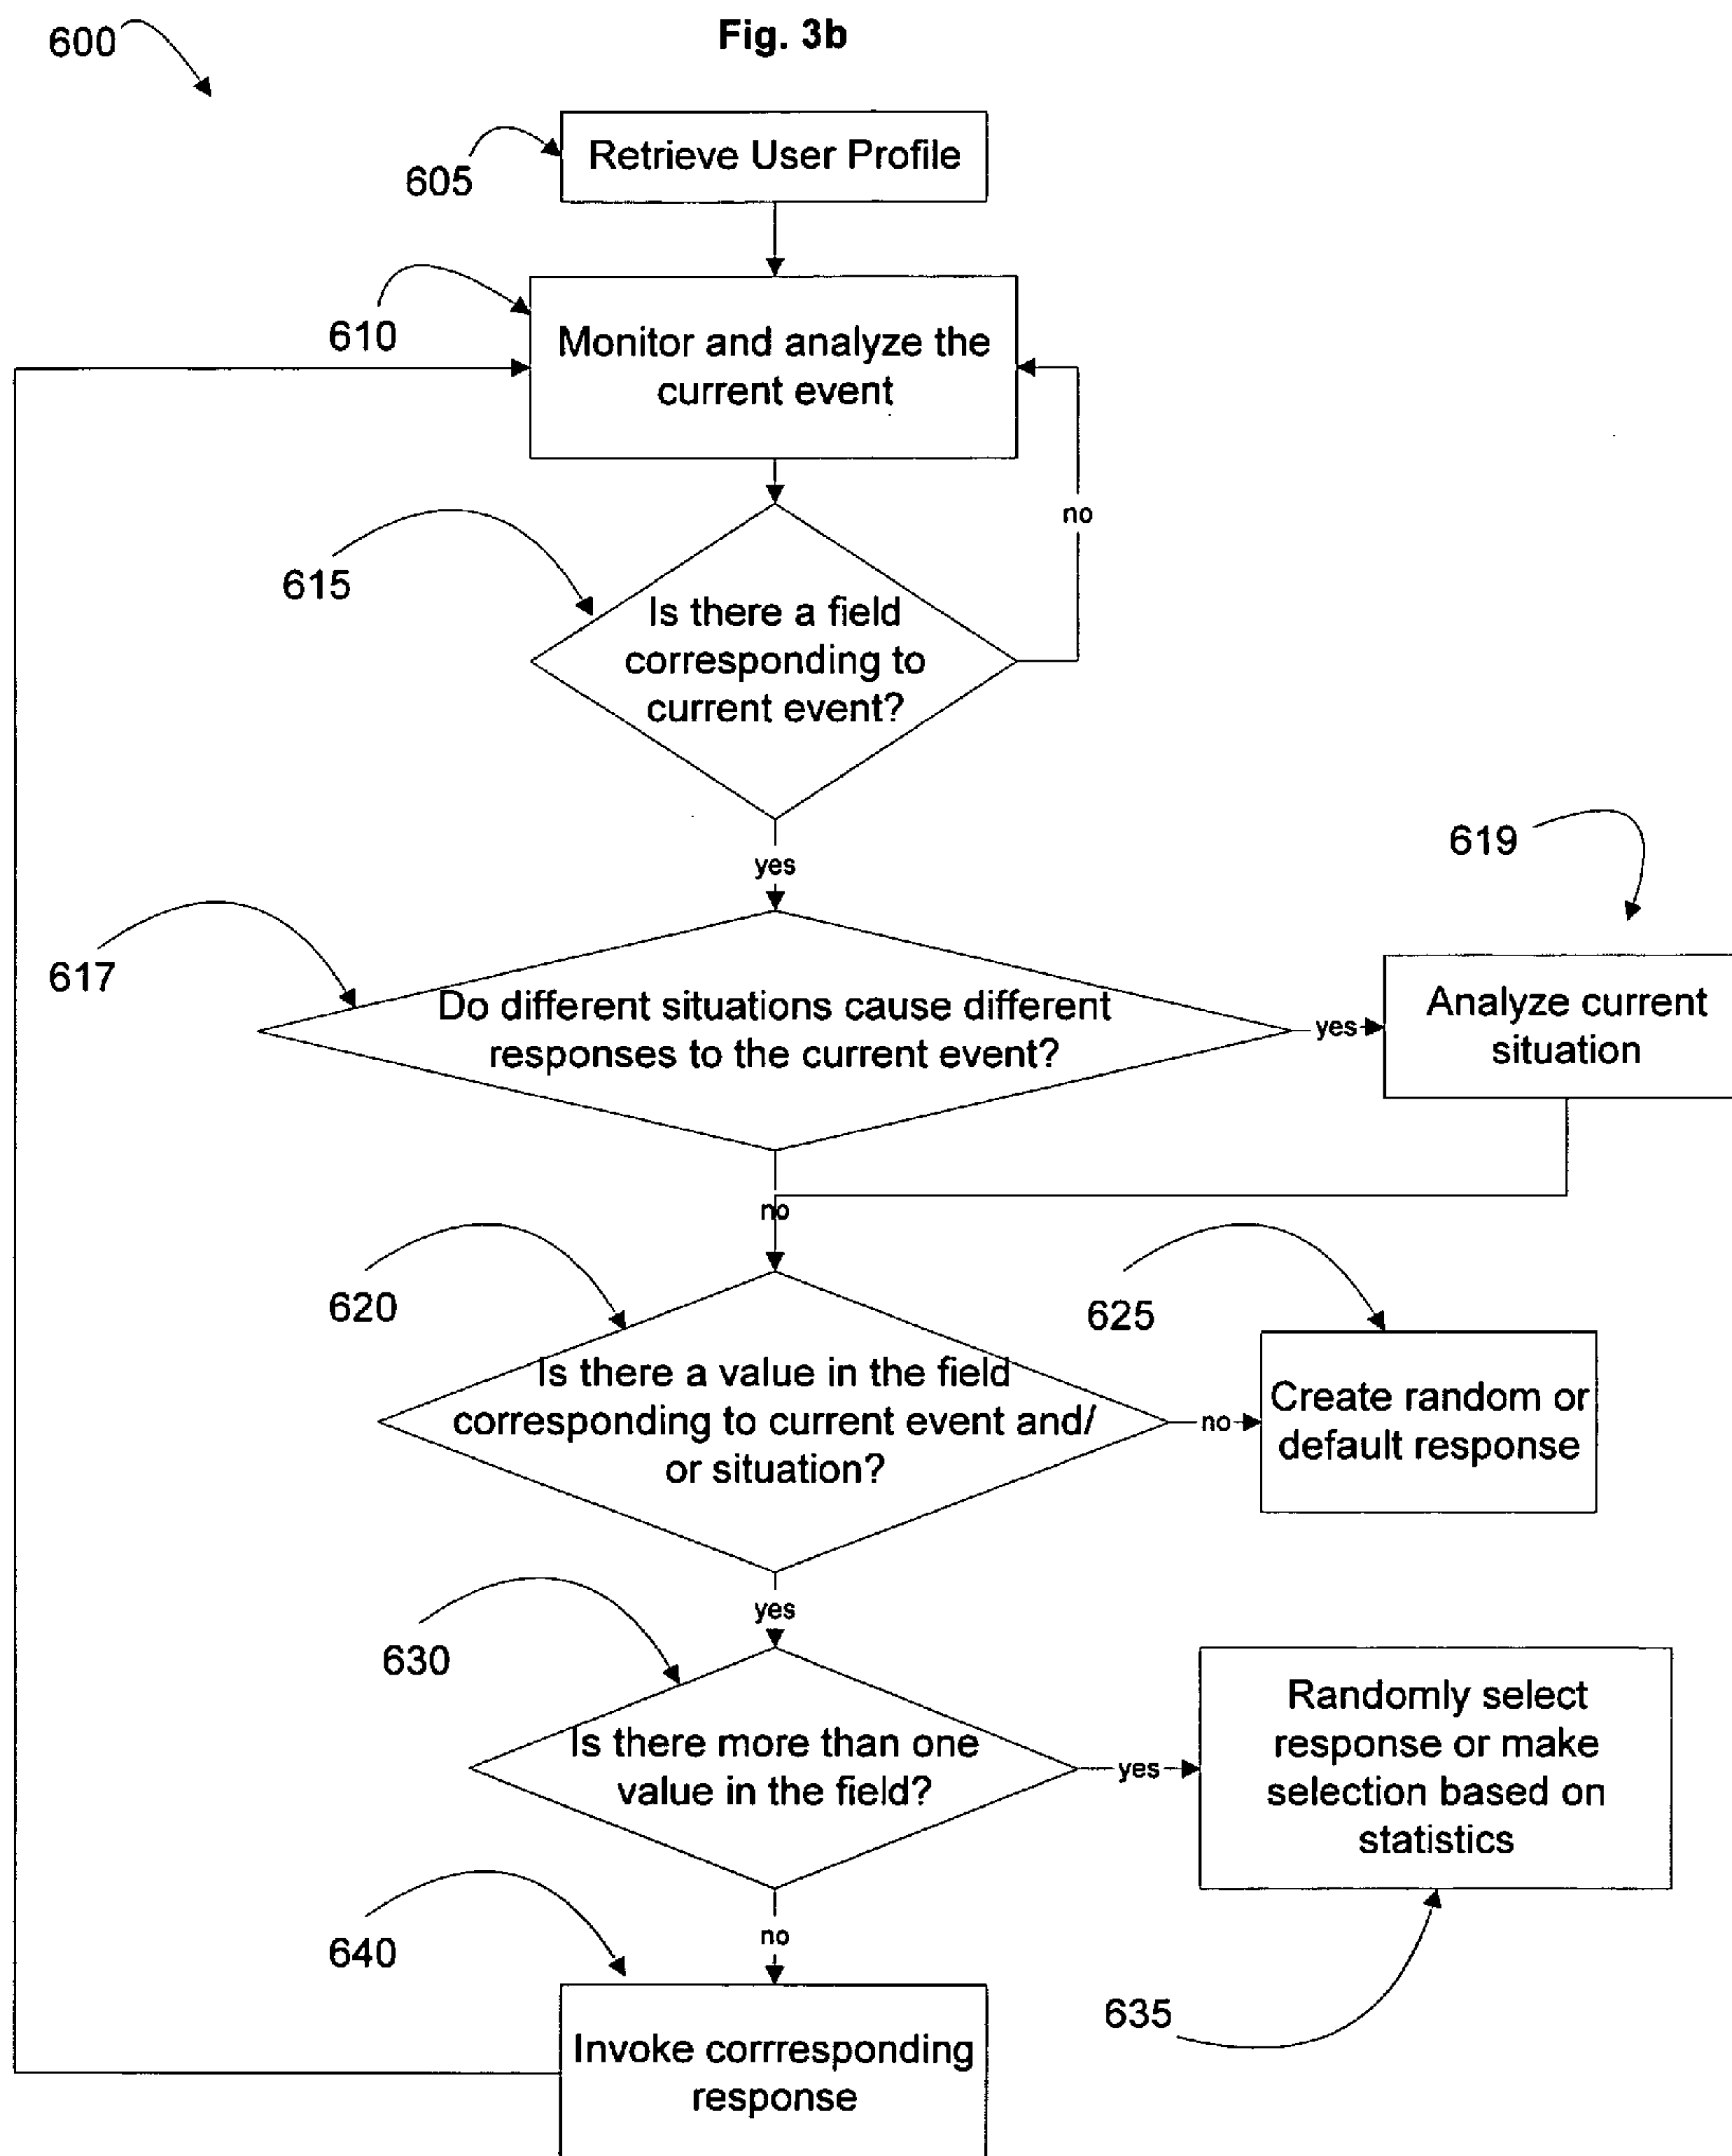 Fig. 3b
600
Retrieve User Profile
605
610
Monitor and analyze the
current event
no
615
Is there a field
corresponding to
current event?
yes
619
617
Do different situations cause different
responses to the current event?
yes
Analyze current
situation
no
620
625
Is there a value in the field
corresponding to current event and/
or situation?
no
Create random or
default response
yes
630
Is there more than one
value in the field?
yes
Randomly select
response or make
selection based on
statistics
no
640
635
Invoke corrresponding
response